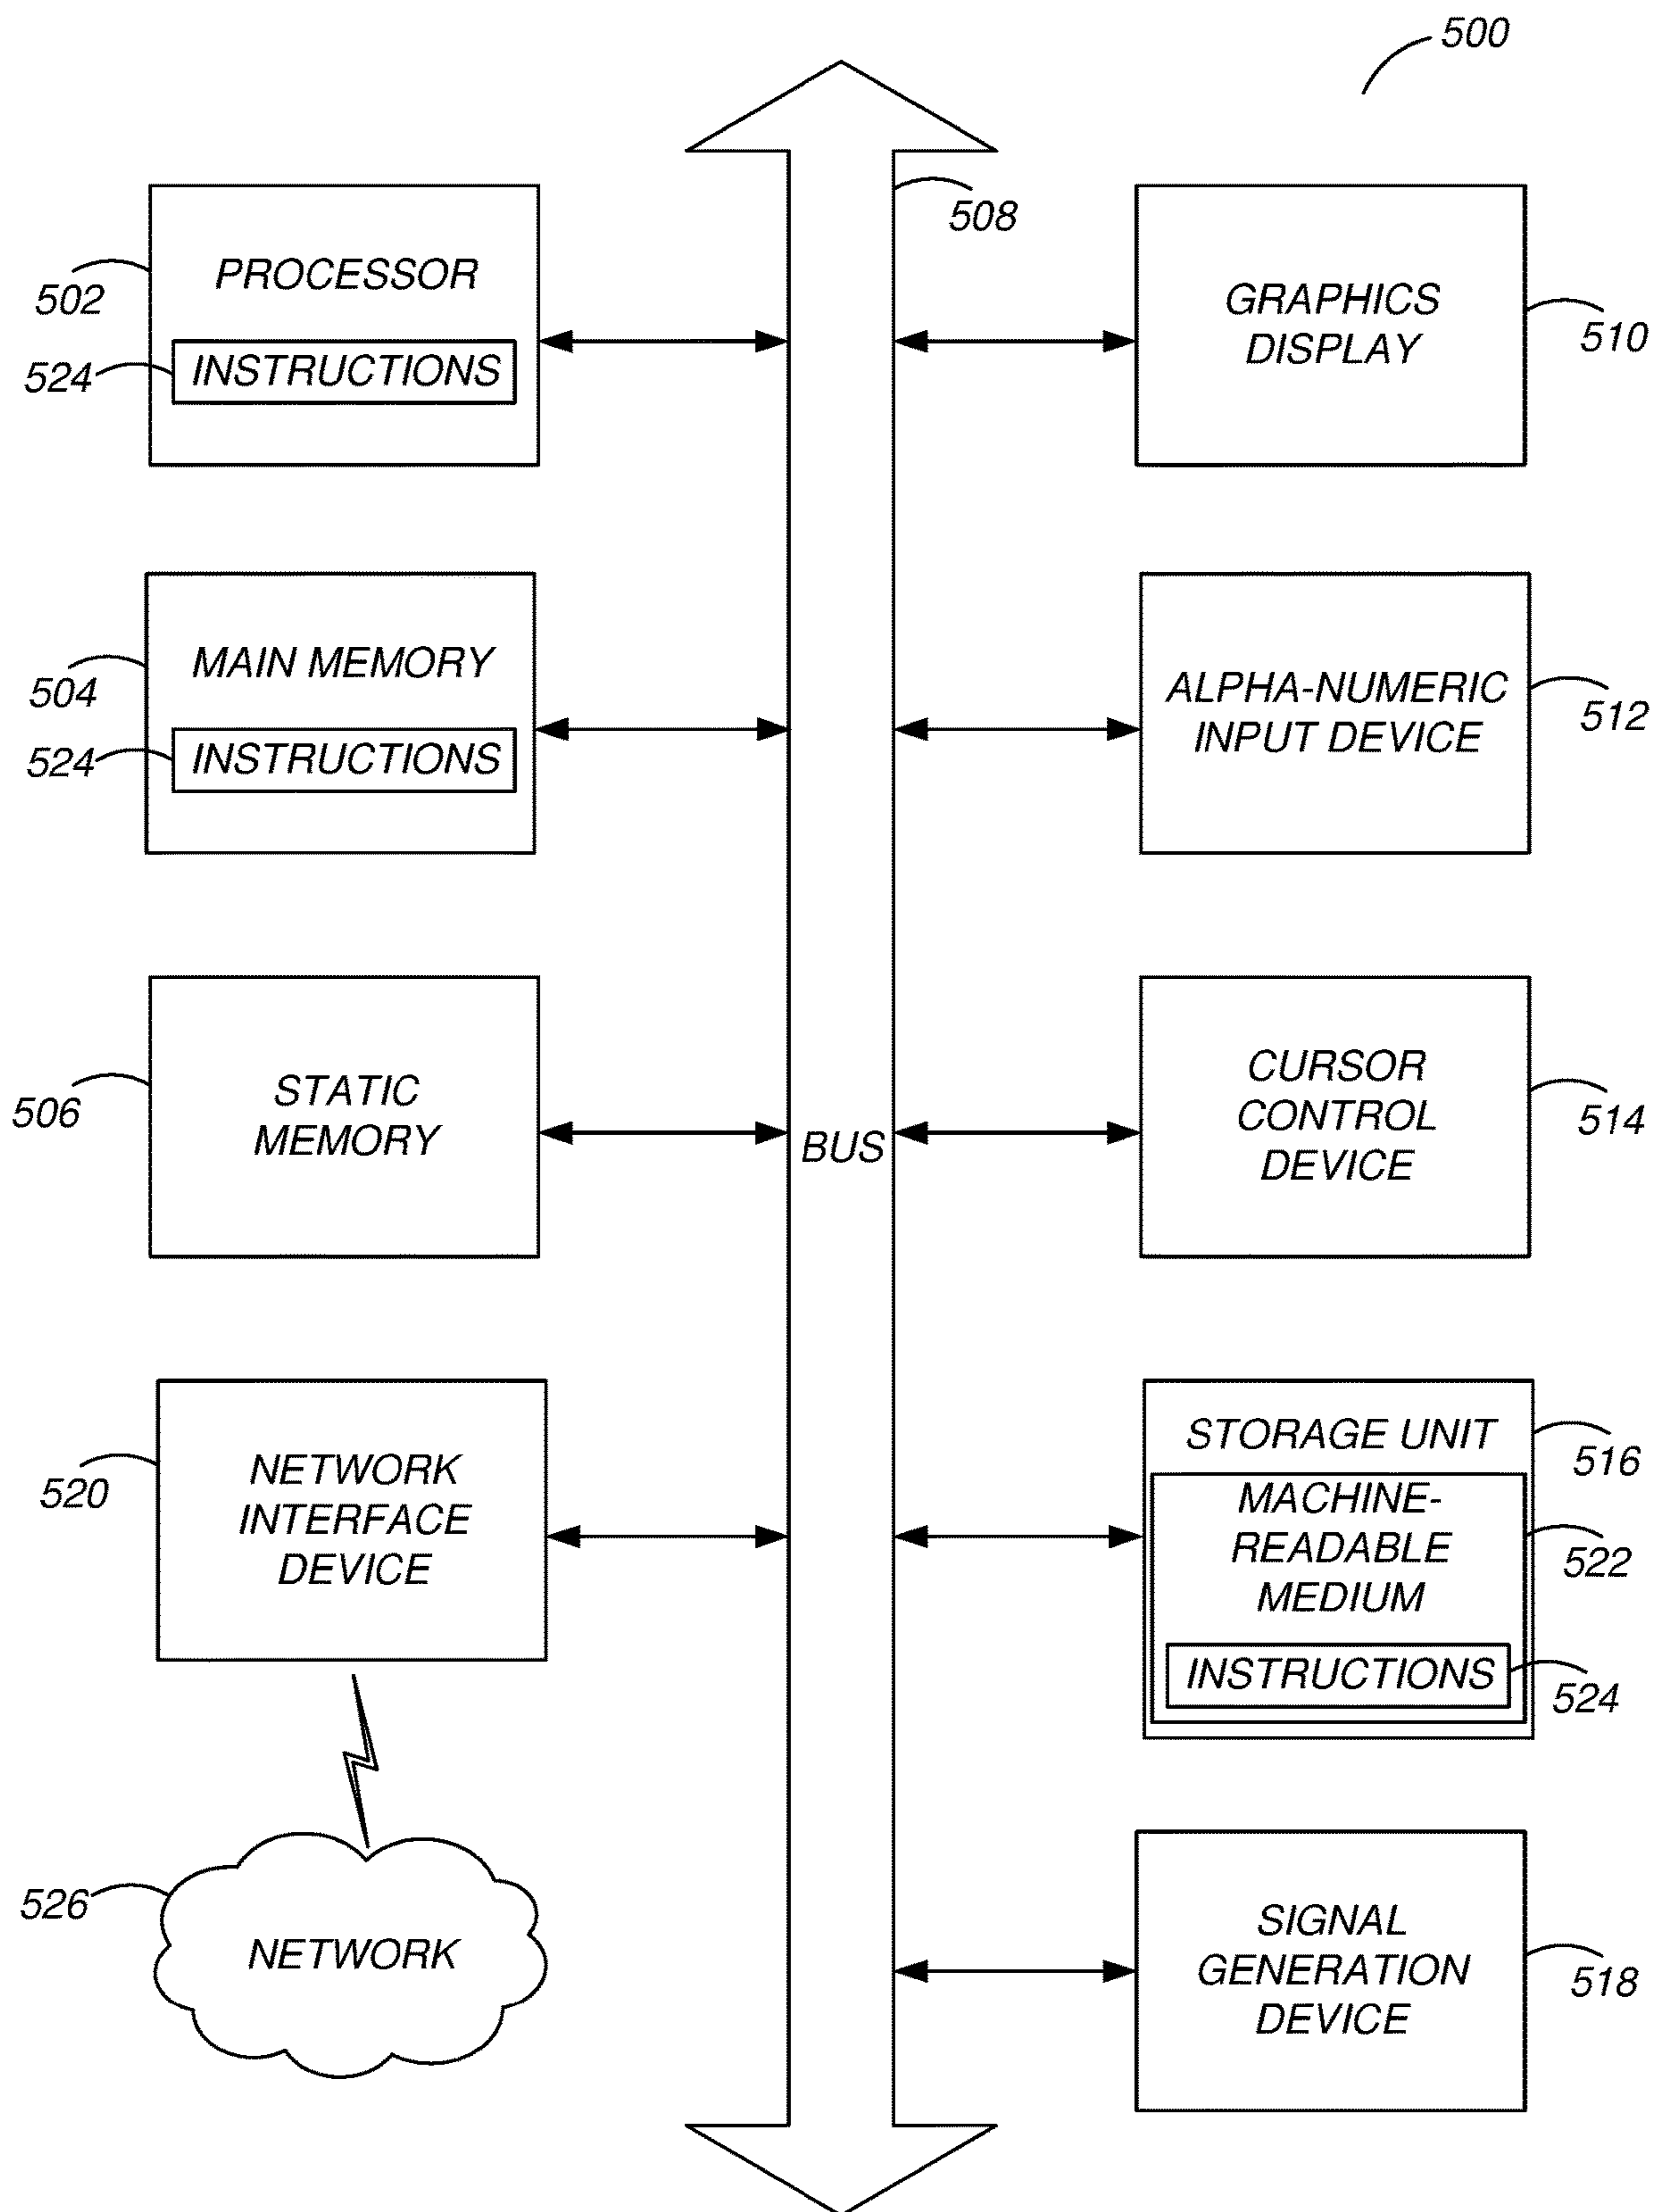 500
508
PROCESSOR
502
INSTRUCTIONS
524
GRAPHICS
DISPLAY
510
MAIN MEMORY
504
INSTRUCTIONS
524
ALPHA-NUMERIC
INPUT DEVICE
512
STATIC
MEMORY
506
BUS
CURSOR
CONTROL
DEVICE
514
NETWORK
INTERFACE
DEVICE
520
STORAGE UNIT
516
MACHINE-
READABLE
MEDIUM
522
INSTRUCTIONS
524
526
NETWORK
SIGNAL
GENERATION
DEVICE
518